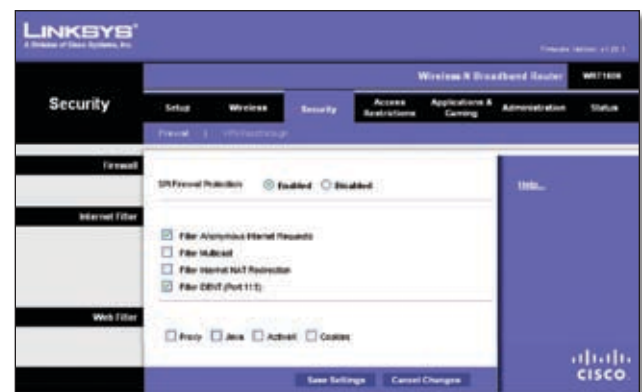 LINKSYS
A Division of Cisco Systems, Inc.
Wireless-N Broadband Router
Security
Setup
Wireless
Security
Access Restrictions
Applications & Gaming
Administration
Status
Firewall
Firewall
SPI Firewall Protection
Enabled
Disabled
Help...
Internet Filter
Filter Anonymous Internet Requests
Filter Multicast
Filter Internet NAT Redirection
Filter IDENT (Port 113)
Web Filter
Proxy
Java
ActiveX
Cookies
Save Settings
Cancel Changes
CISCO